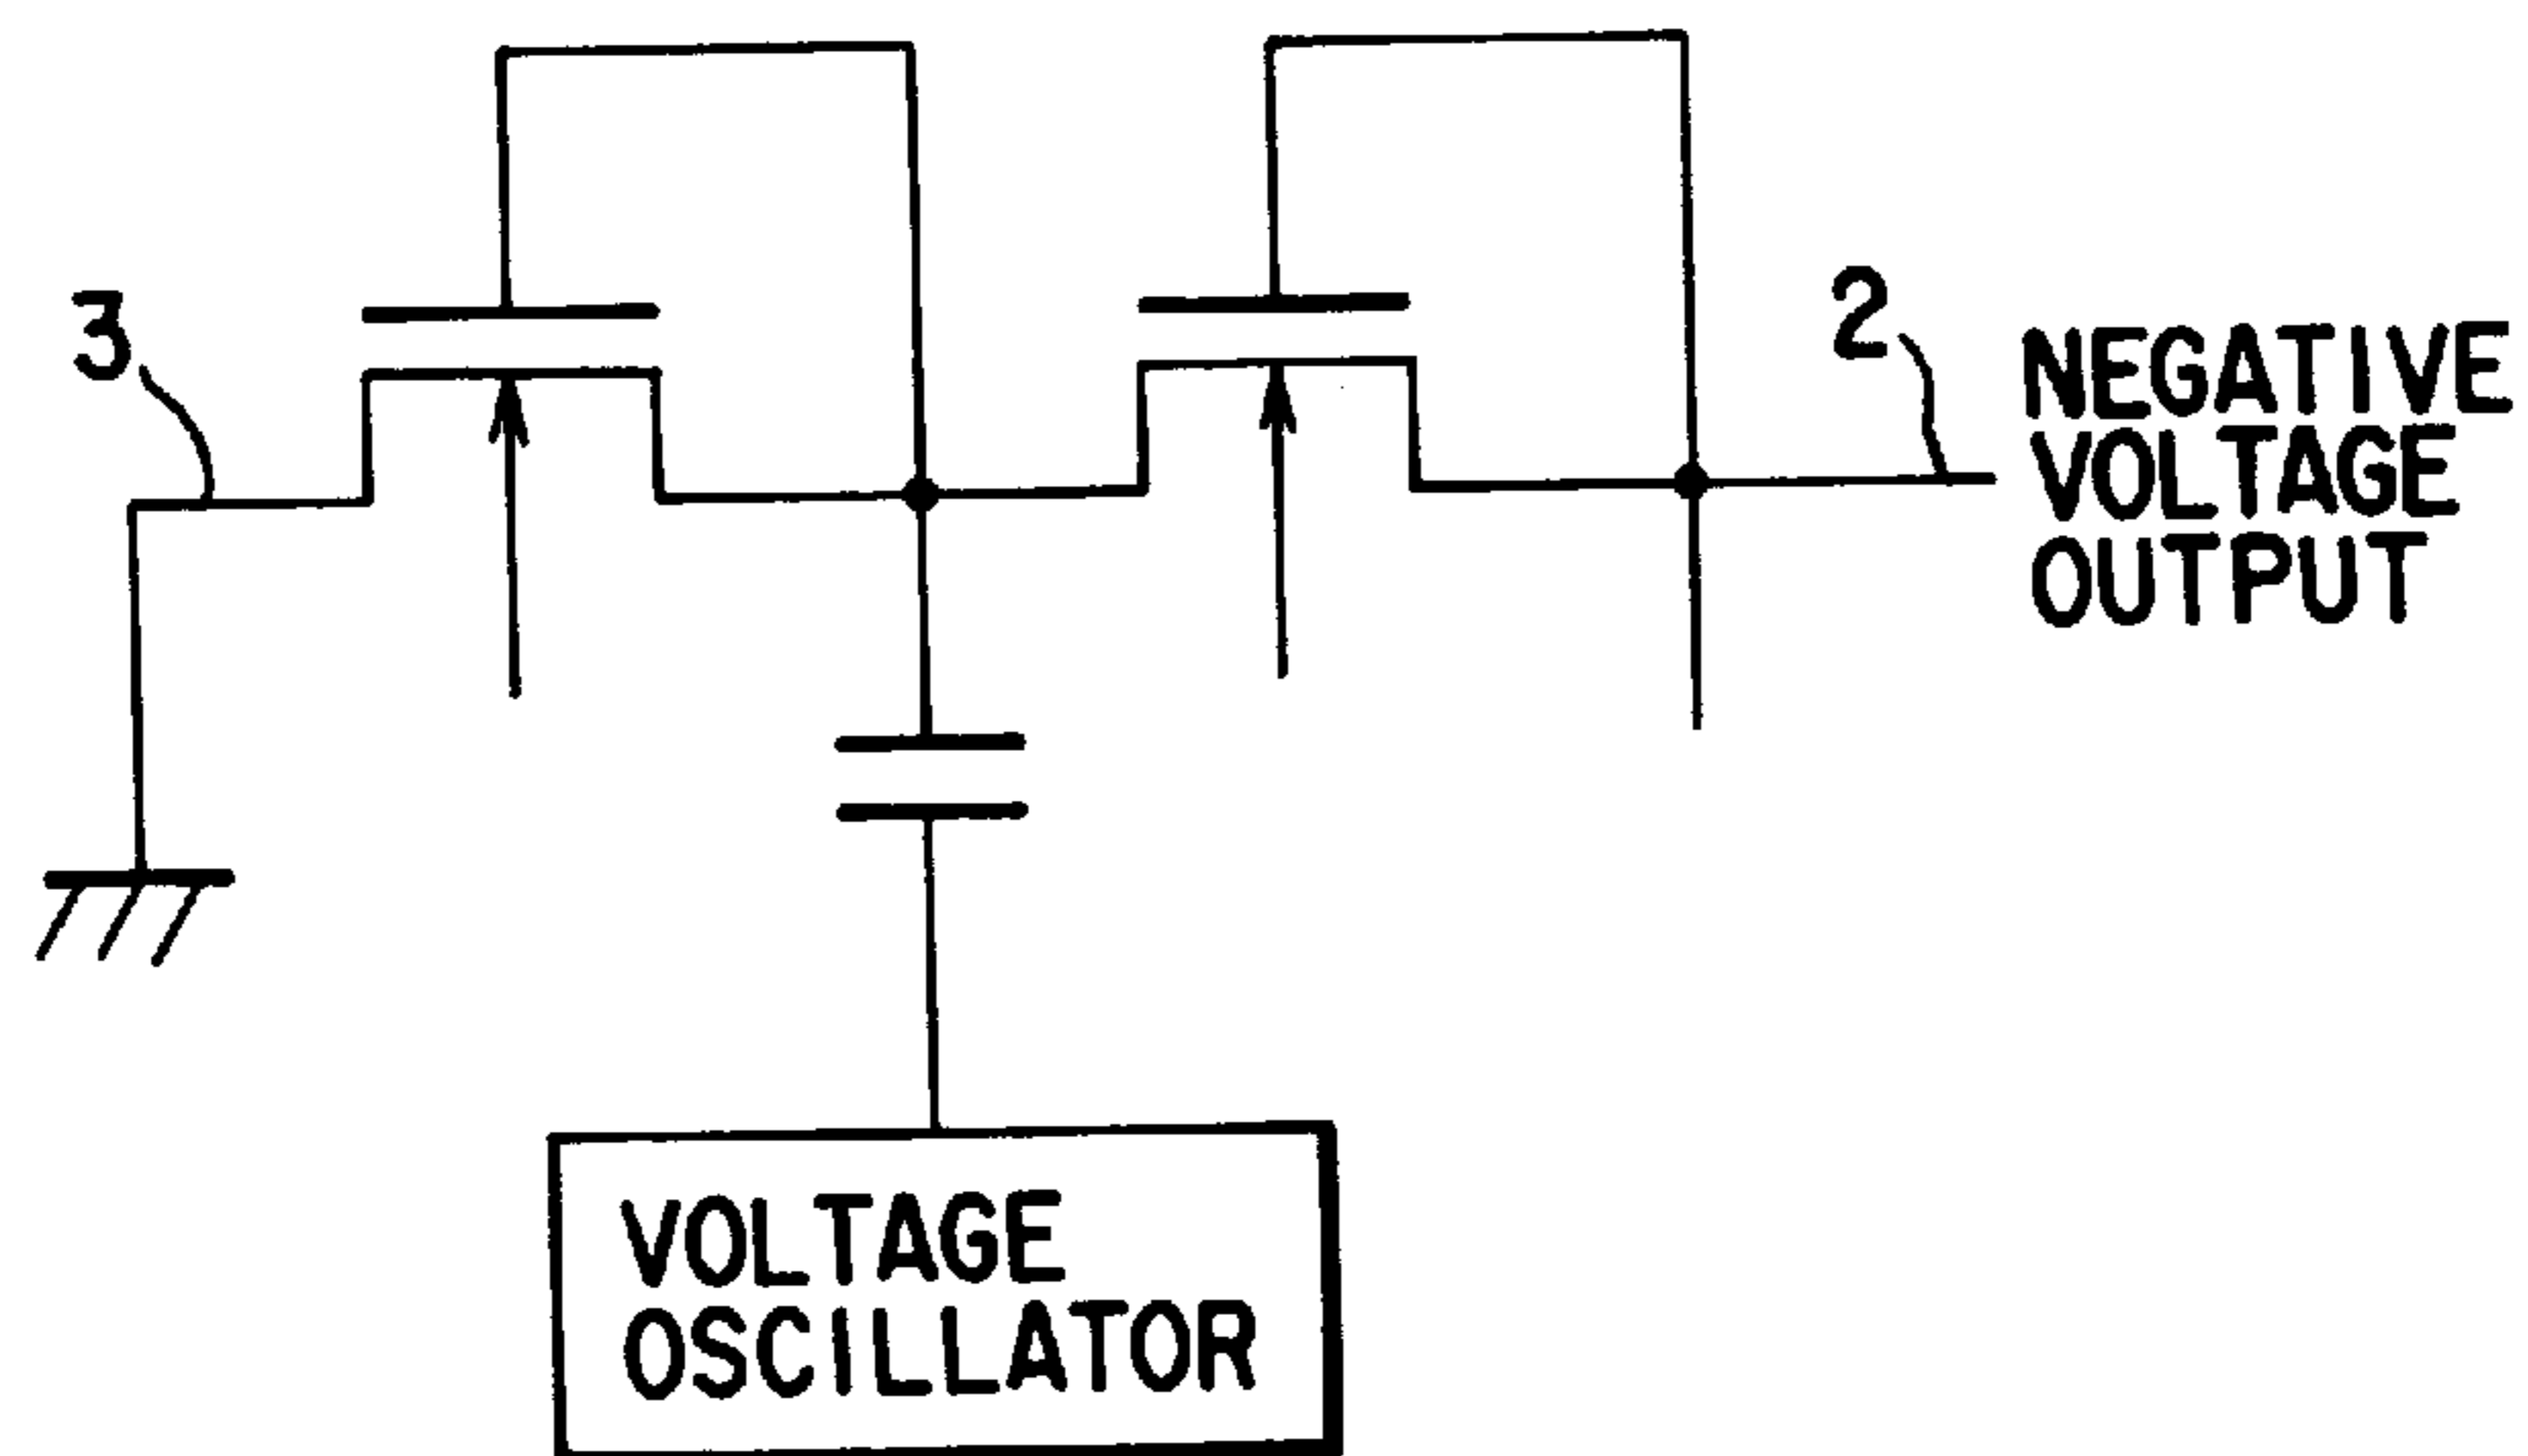 3
2
NEGATIVE
VOLTAGE
OUTPUT
VOLTAGE
OSCILLATOR